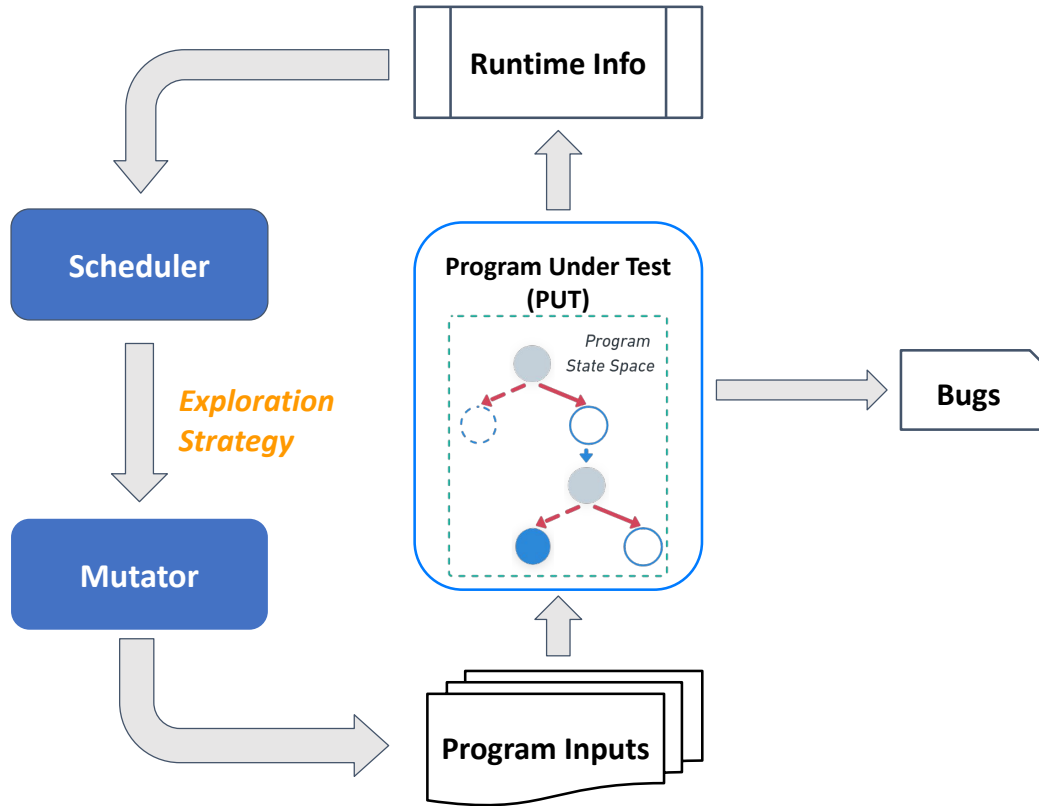 Runtime Info
Scheduler
Program Under Test
(PUT)
Program
State Space
Exploration
Strategy
Bugs
Mutator
Program Inputs